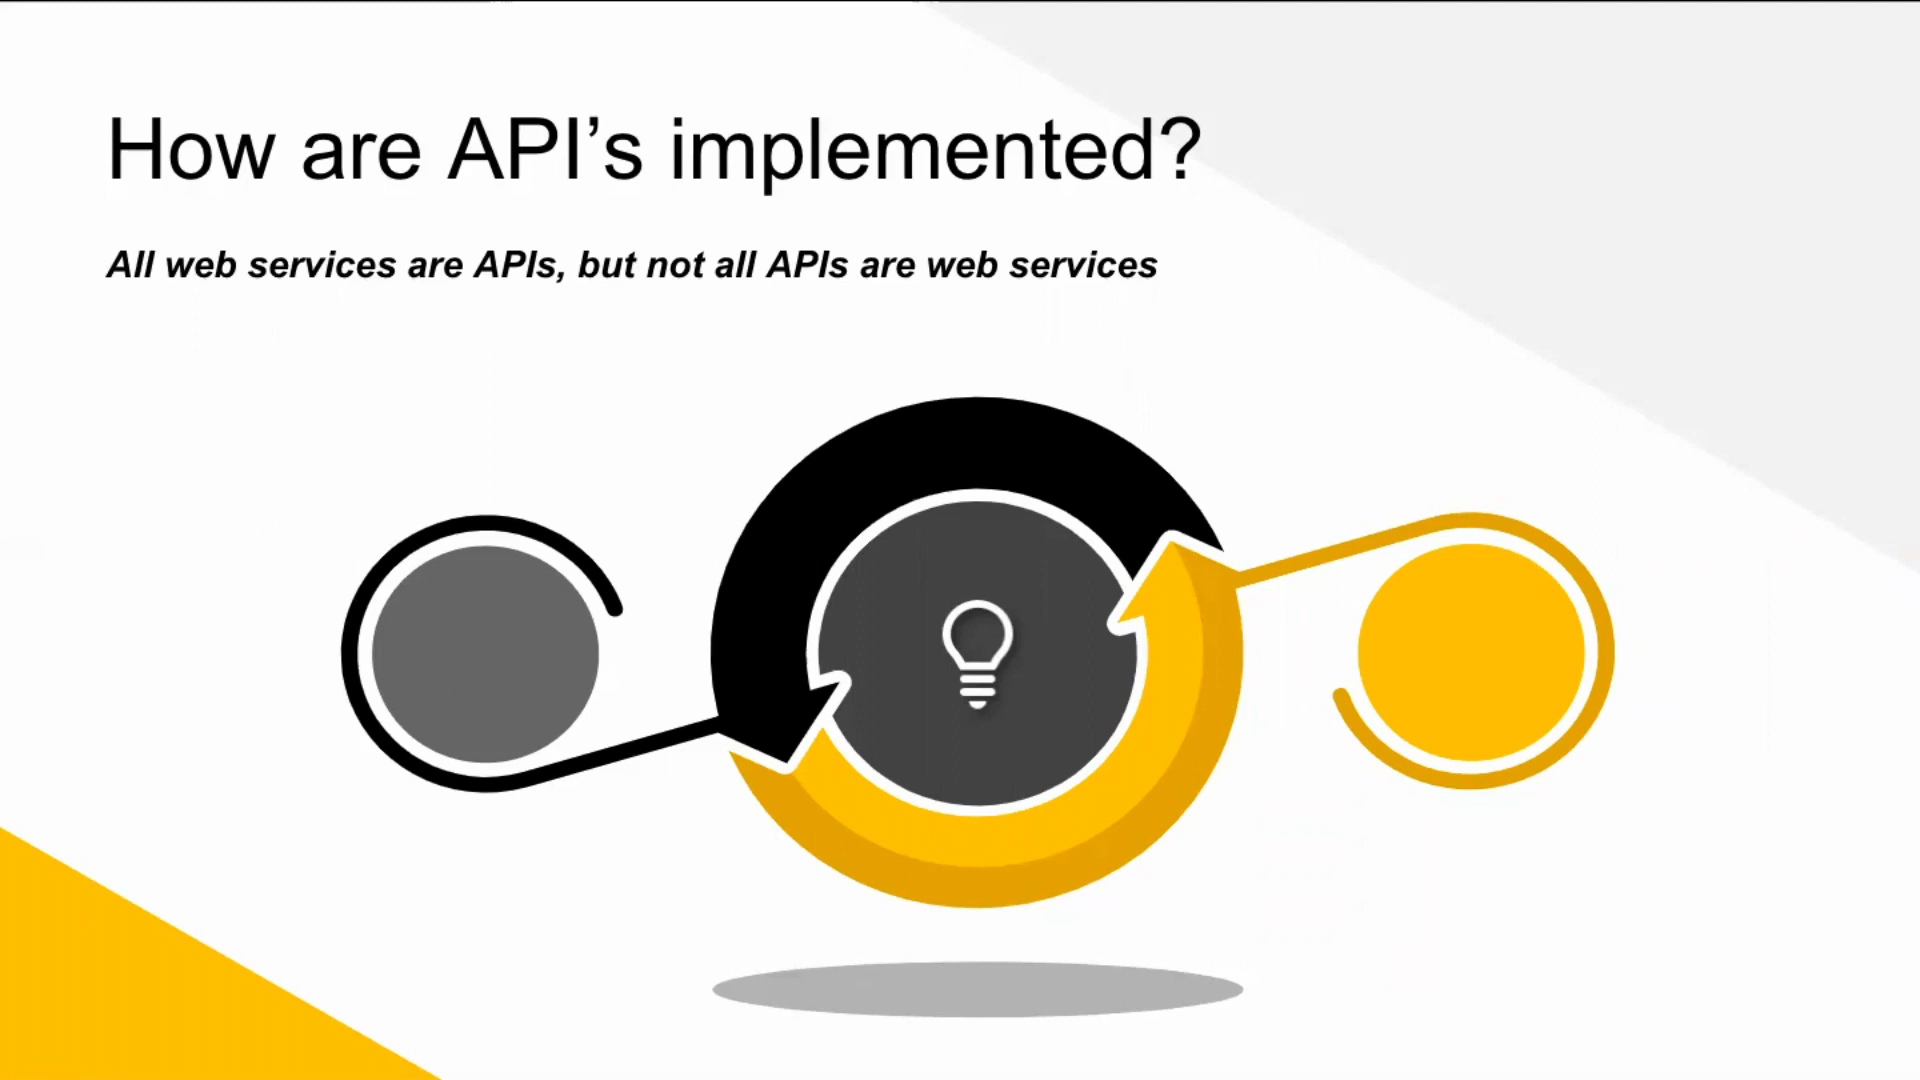 How are API’s implemented?
All web services are APIs, but not all APIs are web services